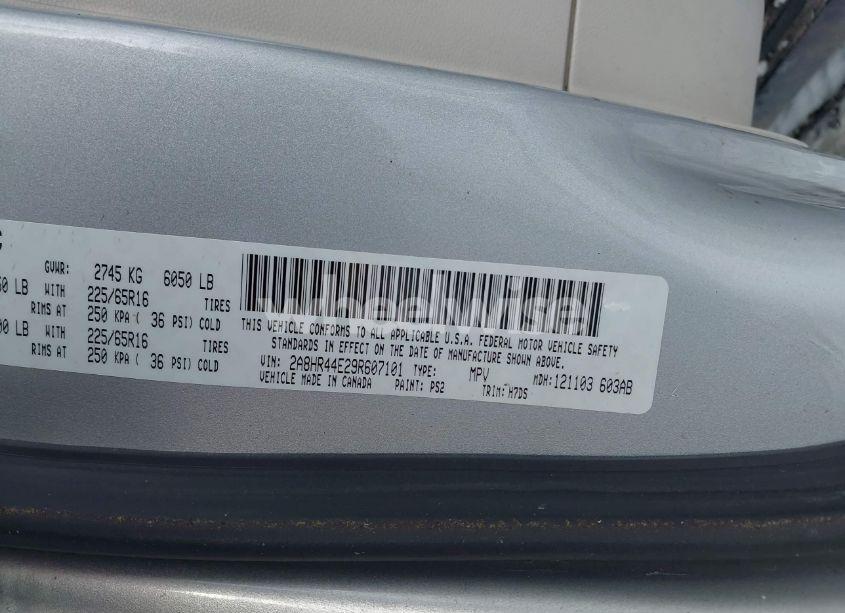 GVWR: 2745 KG 6050 LB
LB WITH 225/65R16 TIRES
RIMS AT 250 KPA ( 36 PSI) COLD
LB WITH 225/65R16 TIRES
RIMS AT 250 KPA ( 36 PSI) COLD
wheelwise
THIS VEHICLE CONFORMS TO ALL APPLICABLE U.S.A. FEDERAL MOTOR VEHICLE SAFETY
STANDARDS IN EFFECT ON THE DATE OF MANUFACTURE SHOWN ABOVE.
VIN: 2A8HR44E29R607101 TYPE: MPV MDH: 121103 603AB
VEHICLE MADE IN CANADA PAINT: PS2 TRIM: H7DS